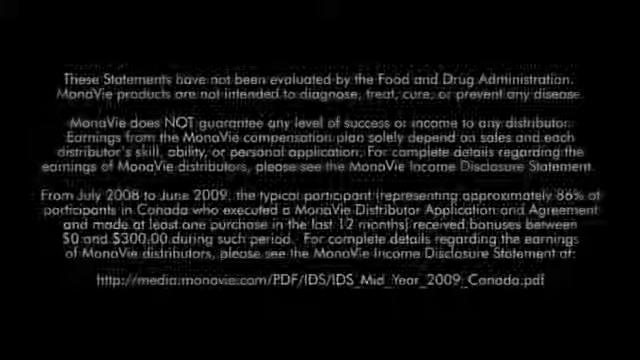 These Statements have not been evaluated by the Food and Drug Administration.
MonaVie products are not intended to diagnose, treat, cure, or prevent any disease.
MonaVie does NOT guarantee any level of success or income to any distributor.
Earnings from the MonaVie compensation plan solely depend on sales and each
distributor's skill, ability, or personal application. For complete details regarding the
earnings of MonaVie distributors, please see the MonaVie Income Disclosure Statement.
From July 2008 to June 2009, the typical participant (representing approximately 86% of
participants in Canada who executed a MonaVie Distributor Application and Agreement
and made at least one purchase in the last 12 months) received bonuses between
$0 and $300.00 during such period. For complete details regarding the earnings
of MonaVie distributors, please see the MonaVie Income Disclosure Statement at:
http://media.monavie.com/PDF/IDS/IDS_Mid_Year_2009_Canada.pdf